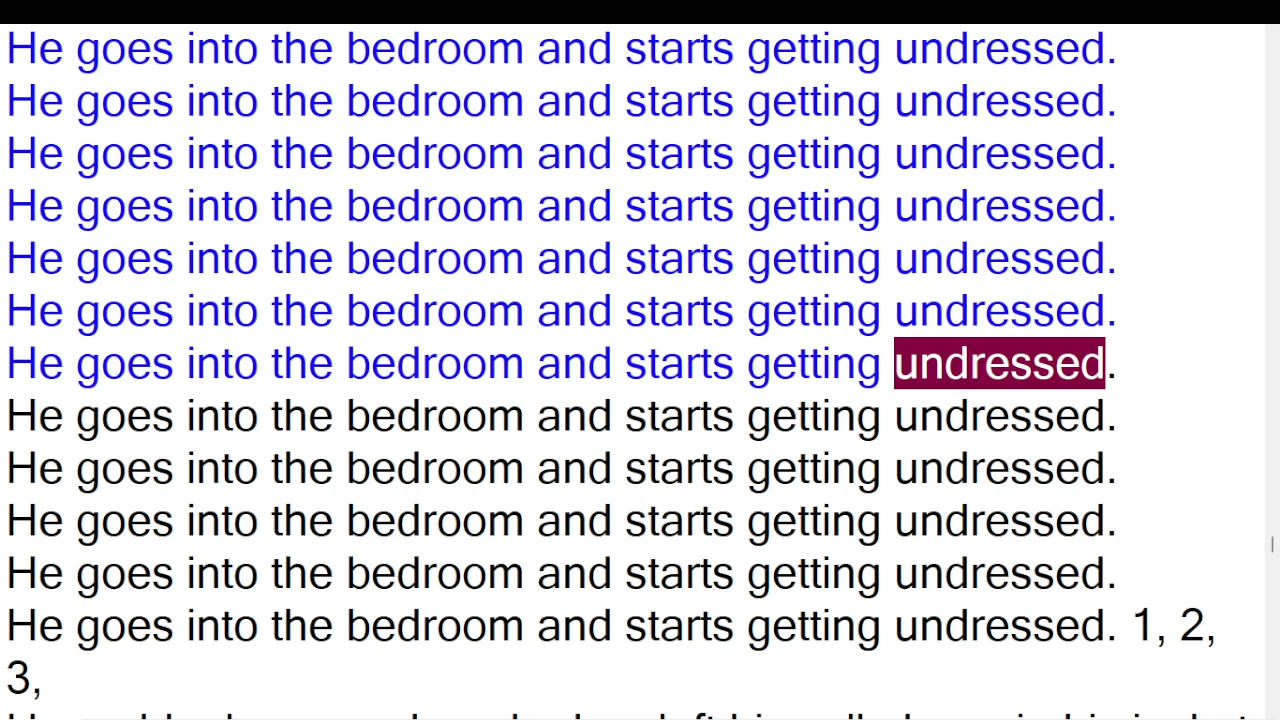 He goes into the bedroom and starts getting undressed.
He goes into the bedroom and starts getting undressed.
He goes into the bedroom and starts getting undressed.
He goes into the bedroom and starts getting undressed.
He goes into the bedroom and starts getting undressed.
He goes into the bedroom and starts getting undressed.
He goes into the bedroom and starts getting undressed.
He goes into the bedroom and starts getting undressed.
He goes into the bedroom and starts getting undressed.
He goes into the bedroom and starts getting undressed.
He goes into the bedroom and starts getting undressed.
He goes into the bedroom and starts getting undressed. 1, 2,
3,